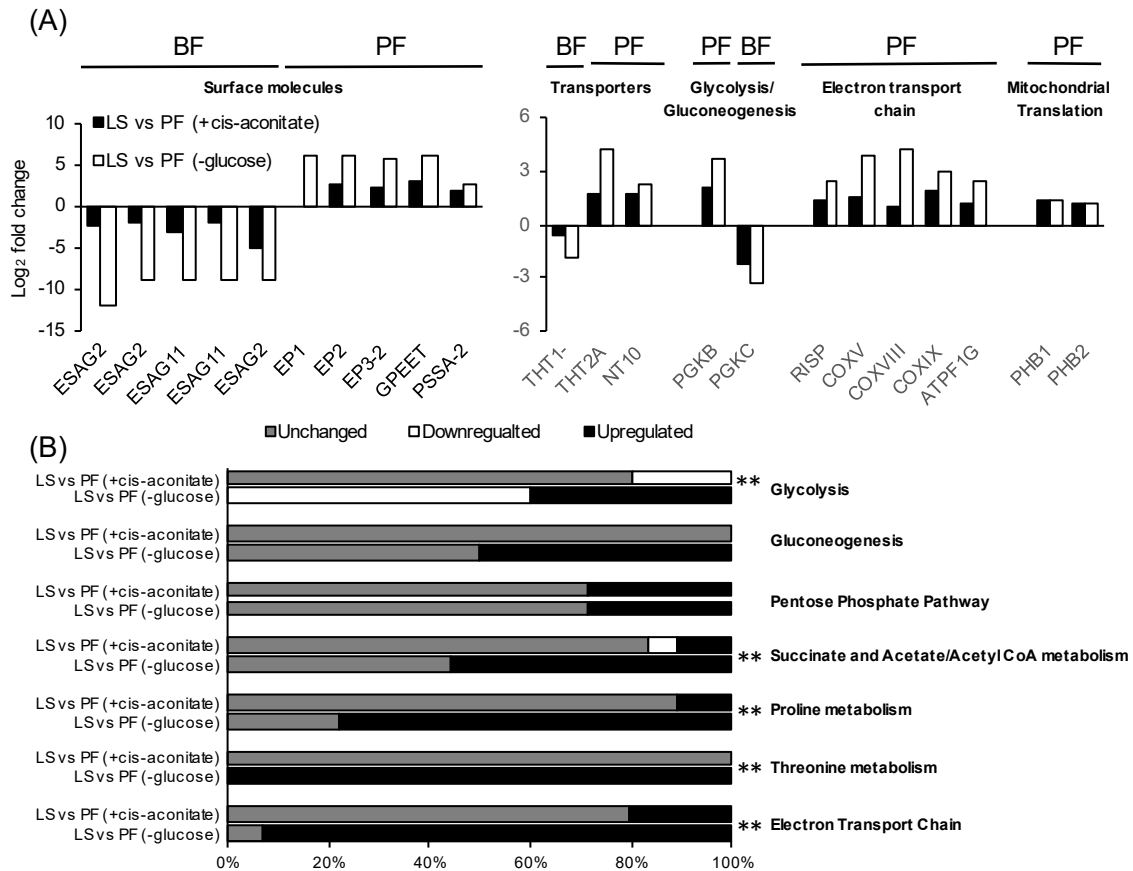 (A)
BF PF BF PF PF BF PF PF
Surface molecules Transporters Glycolysis/ Gluconeogenesis Electron transport chain Mitochondrial Translation
LS vs PF (+cis-aconitate)
LS vs PF (-glucose)
Log2 fold change
10
5
0
-5
-10
-15
6
3
0
-3
-6
ESAG2 ESAG2 ESAG11 ESAG11 ESAG2 EP1 EP2 EP3-2 GPEET PSSA-2
THT1- THT2A NT10 PGKB PGKC RISP COXV COXVIII COXIX ATPF1G PHB1 PHB2
(B)
Unchanged Downregualted Upregulated
LS vs PF (+cis-aconitate)
LS vs PF (-glucose)
** Glycolysis
LS vs PF (+cis-aconitate)
LS vs PF (-glucose)
Gluconeogenesis
LS vs PF (+cis-aconitate)
LS vs PF (-glucose)
Pentose Phosphate Pathway
LS vs PF (+cis-aconitate)
LS vs PF (-glucose)
** Succinate and Acetate/Acetyl CoA metabolism
LS vs PF (+cis-aconitate)
LS vs PF (-glucose)
** Proline metabolism
LS vs PF (+cis-aconitate)
LS vs PF (-glucose)
** Threonine metabolism
LS vs PF (+cis-aconitate)
LS vs PF (-glucose)
** Electron Transport Chain
0% 20% 40% 60% 80% 100%